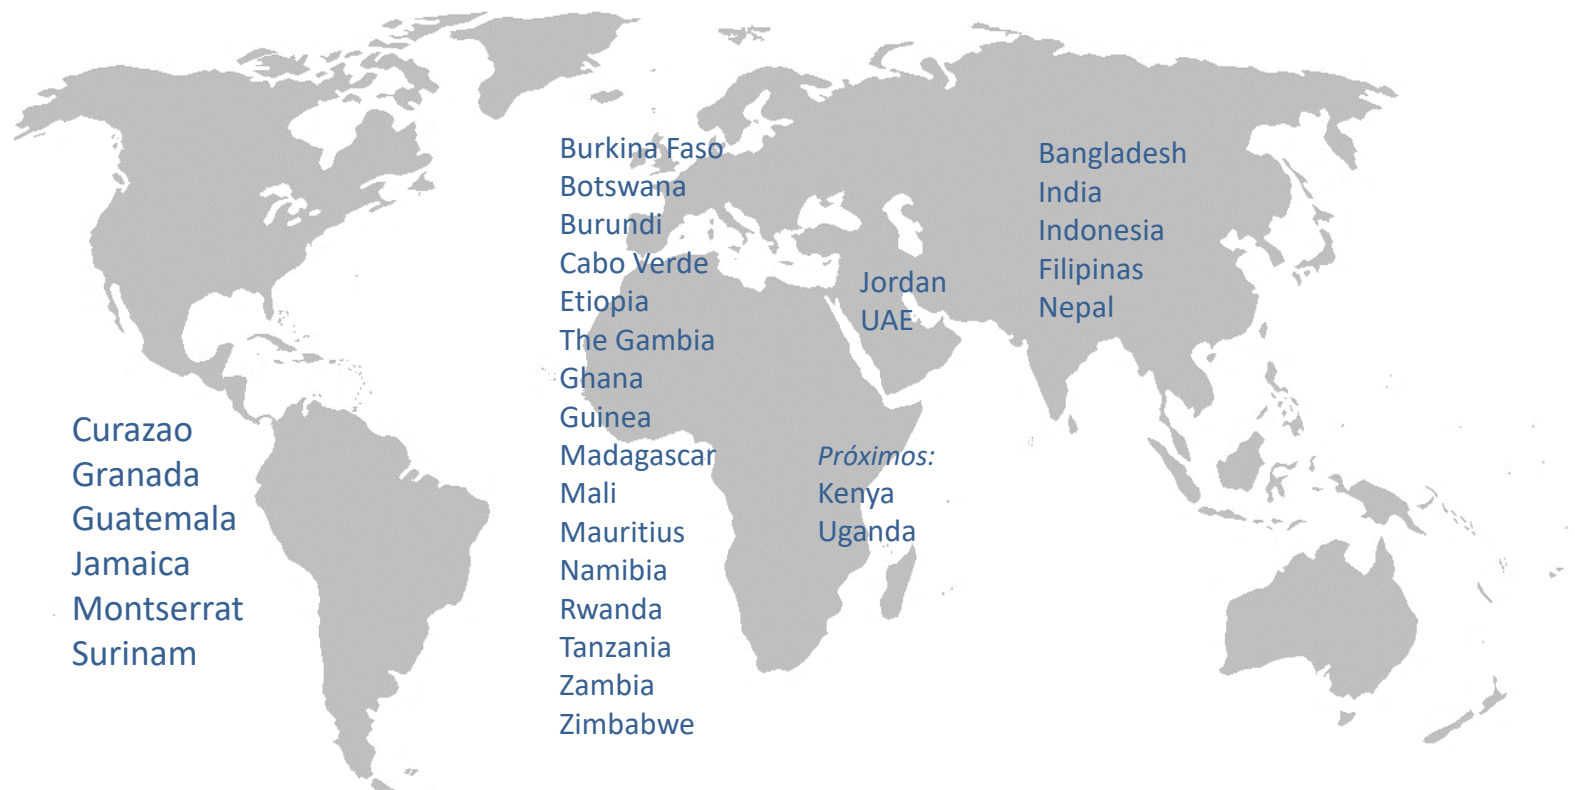 Curazao
Granada
Guatemala
Jamaica
Montserrat
Surinam
Burkina Faso
Botswana
Burundi
Cabo Verde
Etiopia
The Gambia
Ghana
Guinea
Madagascar
Mali
Mauritius
Namibia
Rwanda
Tanzania
Zambia
Zimbabwe
Jordan
UAE
Próximos:
Kenya
Uganda
Bangladesh
India
Indonesia
Filipinas
Nepal